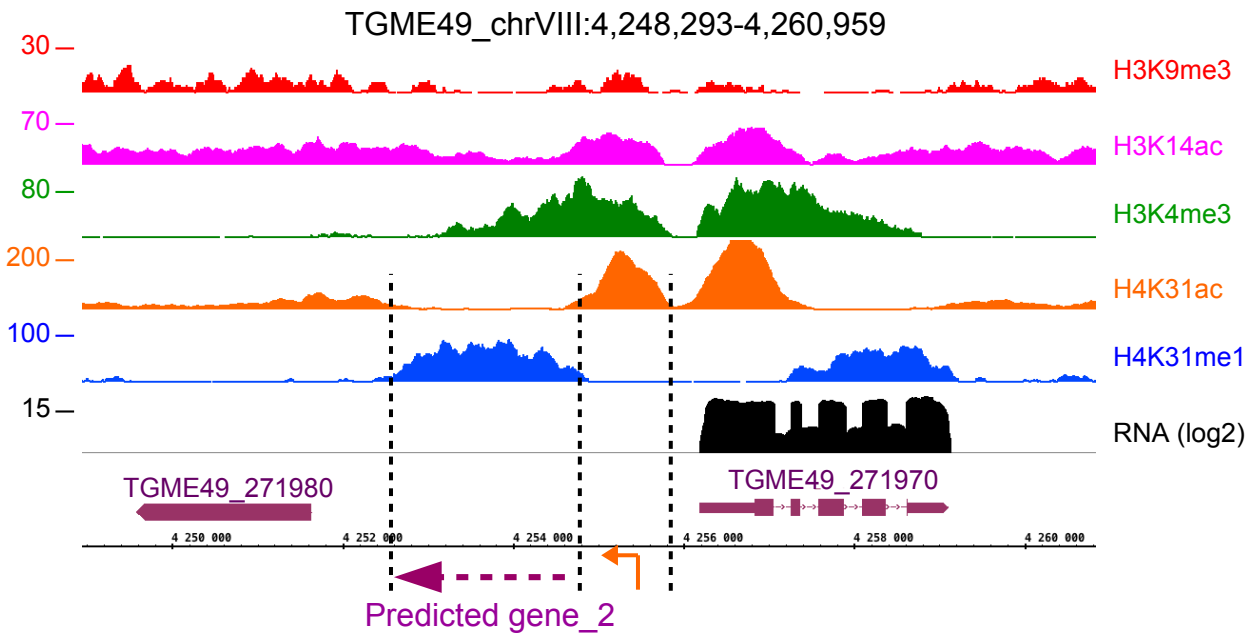 TGME49_chrVIII:4,248,293-4,260,959
30
H3K9me3
70
H3K14ac
80
H3K4me3
200
H4K31ac
100
H4K31me1
15
RNA (log2)
TGME49_271980
TGME49_271970
4 250 000
4 252 000
4 254 000
4 256 000
4 258 000
4 260 000
Predicted gene_2